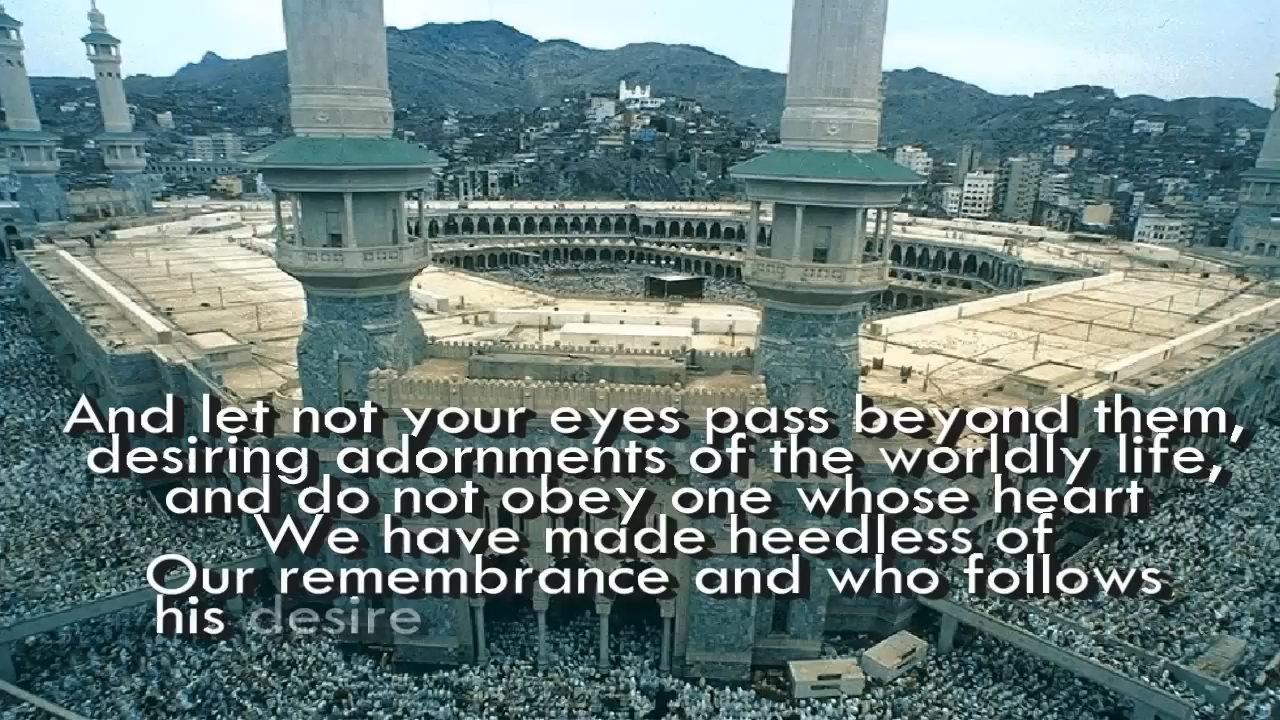 And let not your eyes pass beyond them,
desiring adornments of the worldly life,
and do not obey one whose heart
We have made heedless of
Our remembrance and who follows
his desire